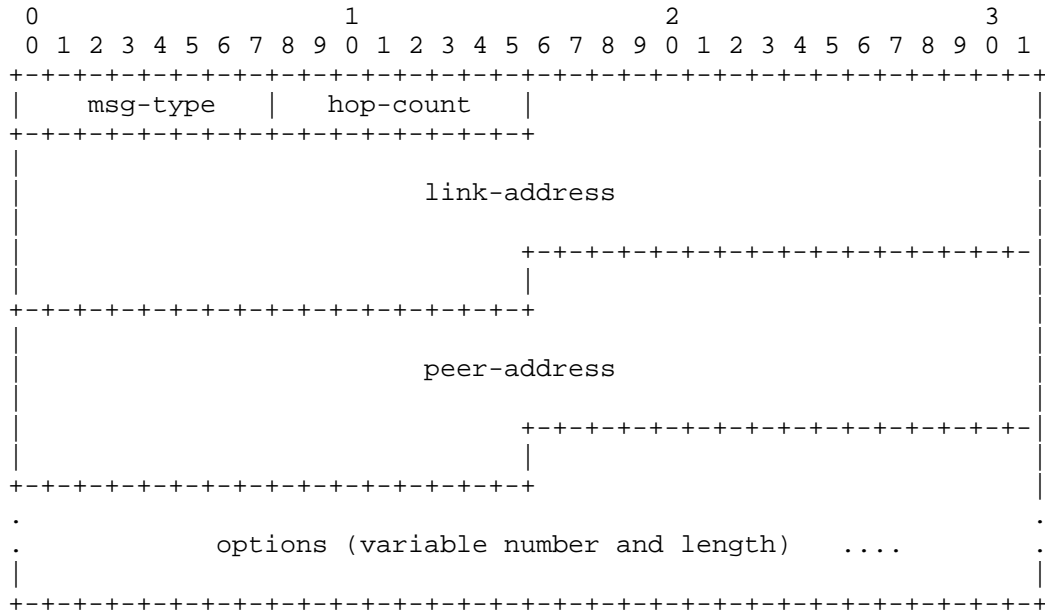 0                   1                   2                   3
 0 1 2 3 4 5 6 7 8 9 0 1 2 3 4 5 6 7 8 9 0 1 2 3 4 5 6 7 8 9 0 1
+-+-+-+-+-+-+-+-+-+-+-+-+-+-+-+-+-+-+-+-+-+-+-+-+-+-+-+-+-+-+-+-+
|    msg-type   |   hop-count   |                               |
+-+-+-+-+-+-+-+-+-+-+-+-+-+-+-+-+                               |
|                                                               |
|                         link-address                          |
|                                                               |
|                               +-+-+-+-+-+-+-+-+-+-+-+-+-+-+-+-|
|                               |                               |
+-+-+-+-+-+-+-+-+-+-+-+-+-+-+-+-+                               |
|                                                               |
|                         peer-address                          |
|                                                               |
|                               +-+-+-+-+-+-+-+-+-+-+-+-+-+-+-+-|
|                               |                               |
+-+-+-+-+-+-+-+-+-+-+-+-+-+-+-+-+                               |
.                                                               .
.            options (variable number and length)   ....        .
|                                                               |
+-+-+-+-+-+-+-+-+-+-+-+-+-+-+-+-+-+-+-+-+-+-+-+-+-+-+-+-+-+-+-+-+